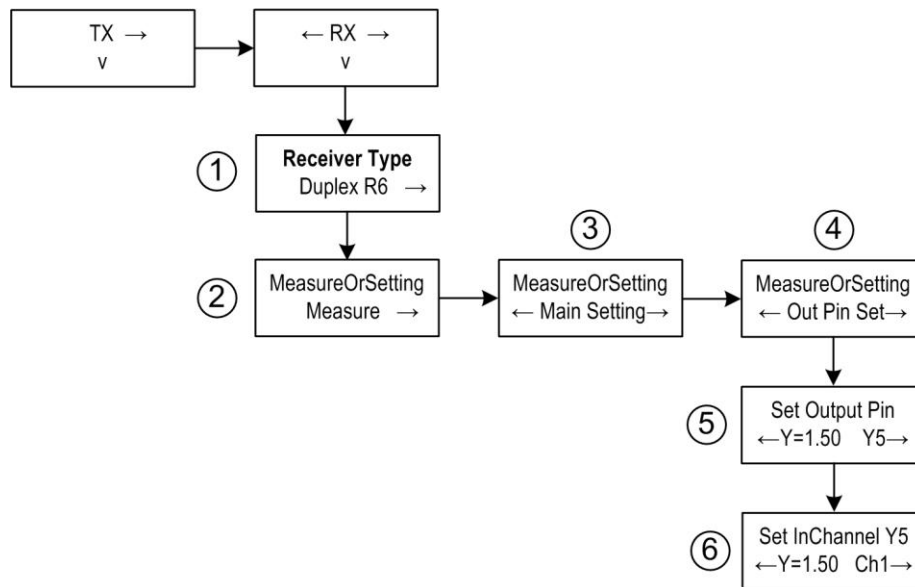 TX →
v
← RX →
v
①
Receiver Type
Duplex R6 →
②
MeasureOrSetting
Measure →
③
MeasureOrSetting
← Main Setting→
④
MeasureOrSetting
← Out Pin Set→
⑤
Set Output Pin
←Y=1.50 Y5→
⑥
Set InChannel Y5
←Y=1.50 Ch1→